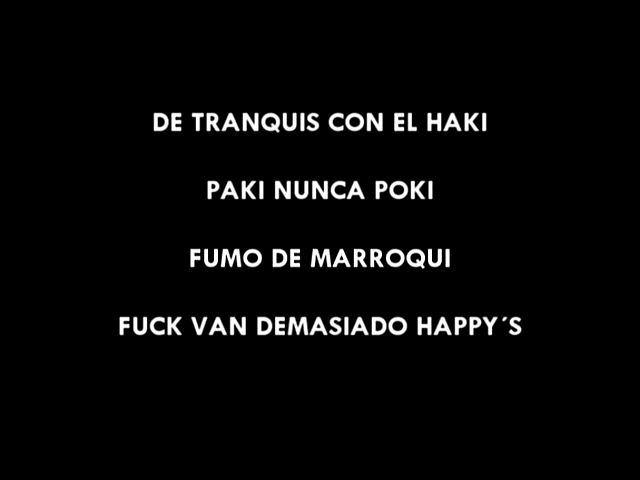 DE TRANQUIS CON EL HAKI
PAKI NUNCA POKI
FUMO DE MARROQUI
FUCK VAN DEMASIADO HAPPY´S